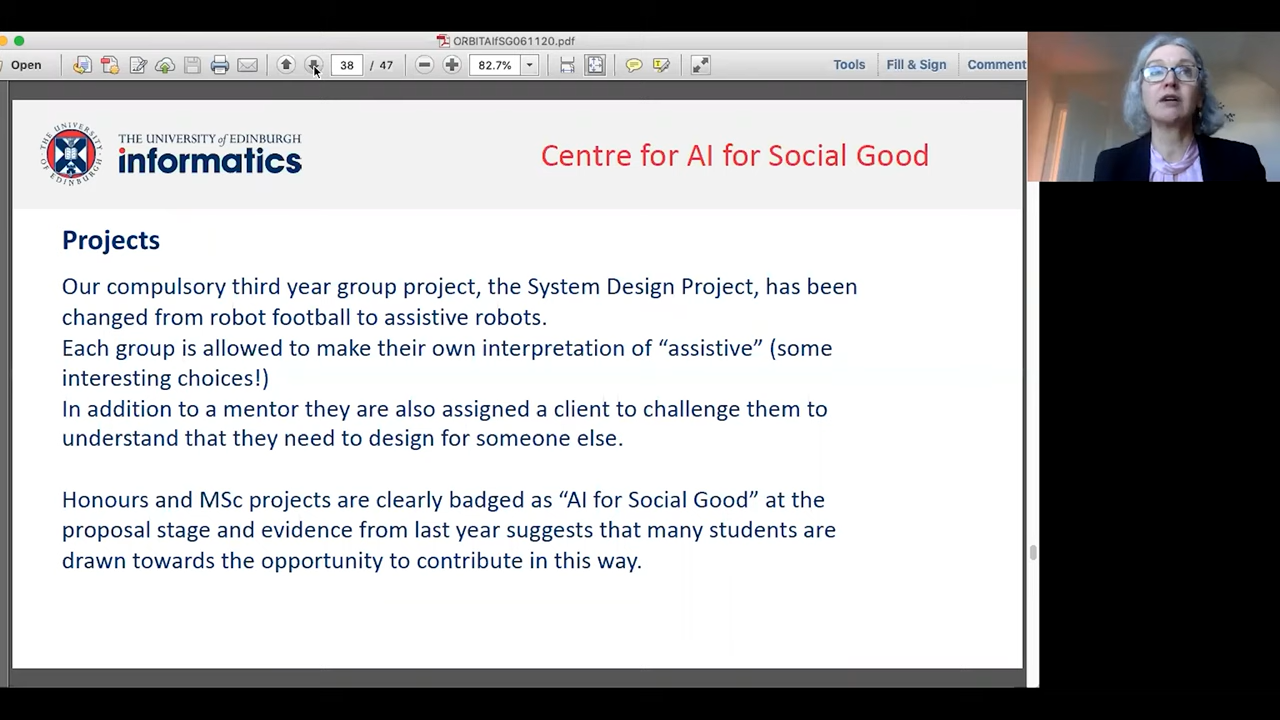 ORBITAIfSG061120.pdf
Open
38 / 47
82.7%
Tools
Fill & Sign
Comment
THE UNIVERSITY of EDINBURGH
informatics
THE UNIVERSITY OF EDINBURGH
Centre for AI for Social Good
Projects
Our compulsory third year group project, the System Design Project, has been
changed from robot football to assistive robots.
Each group is allowed to make their own interpretation of “assistive” (some
interesting choices!)
In addition to a mentor they are also assigned a client to challenge them to
understand that they need to design for someone else.
Honours and MSc projects are clearly badged as “AI for Social Good” at the
proposal stage and evidence from last year suggests that many students are
drawn towards the opportunity to contribute in this way.